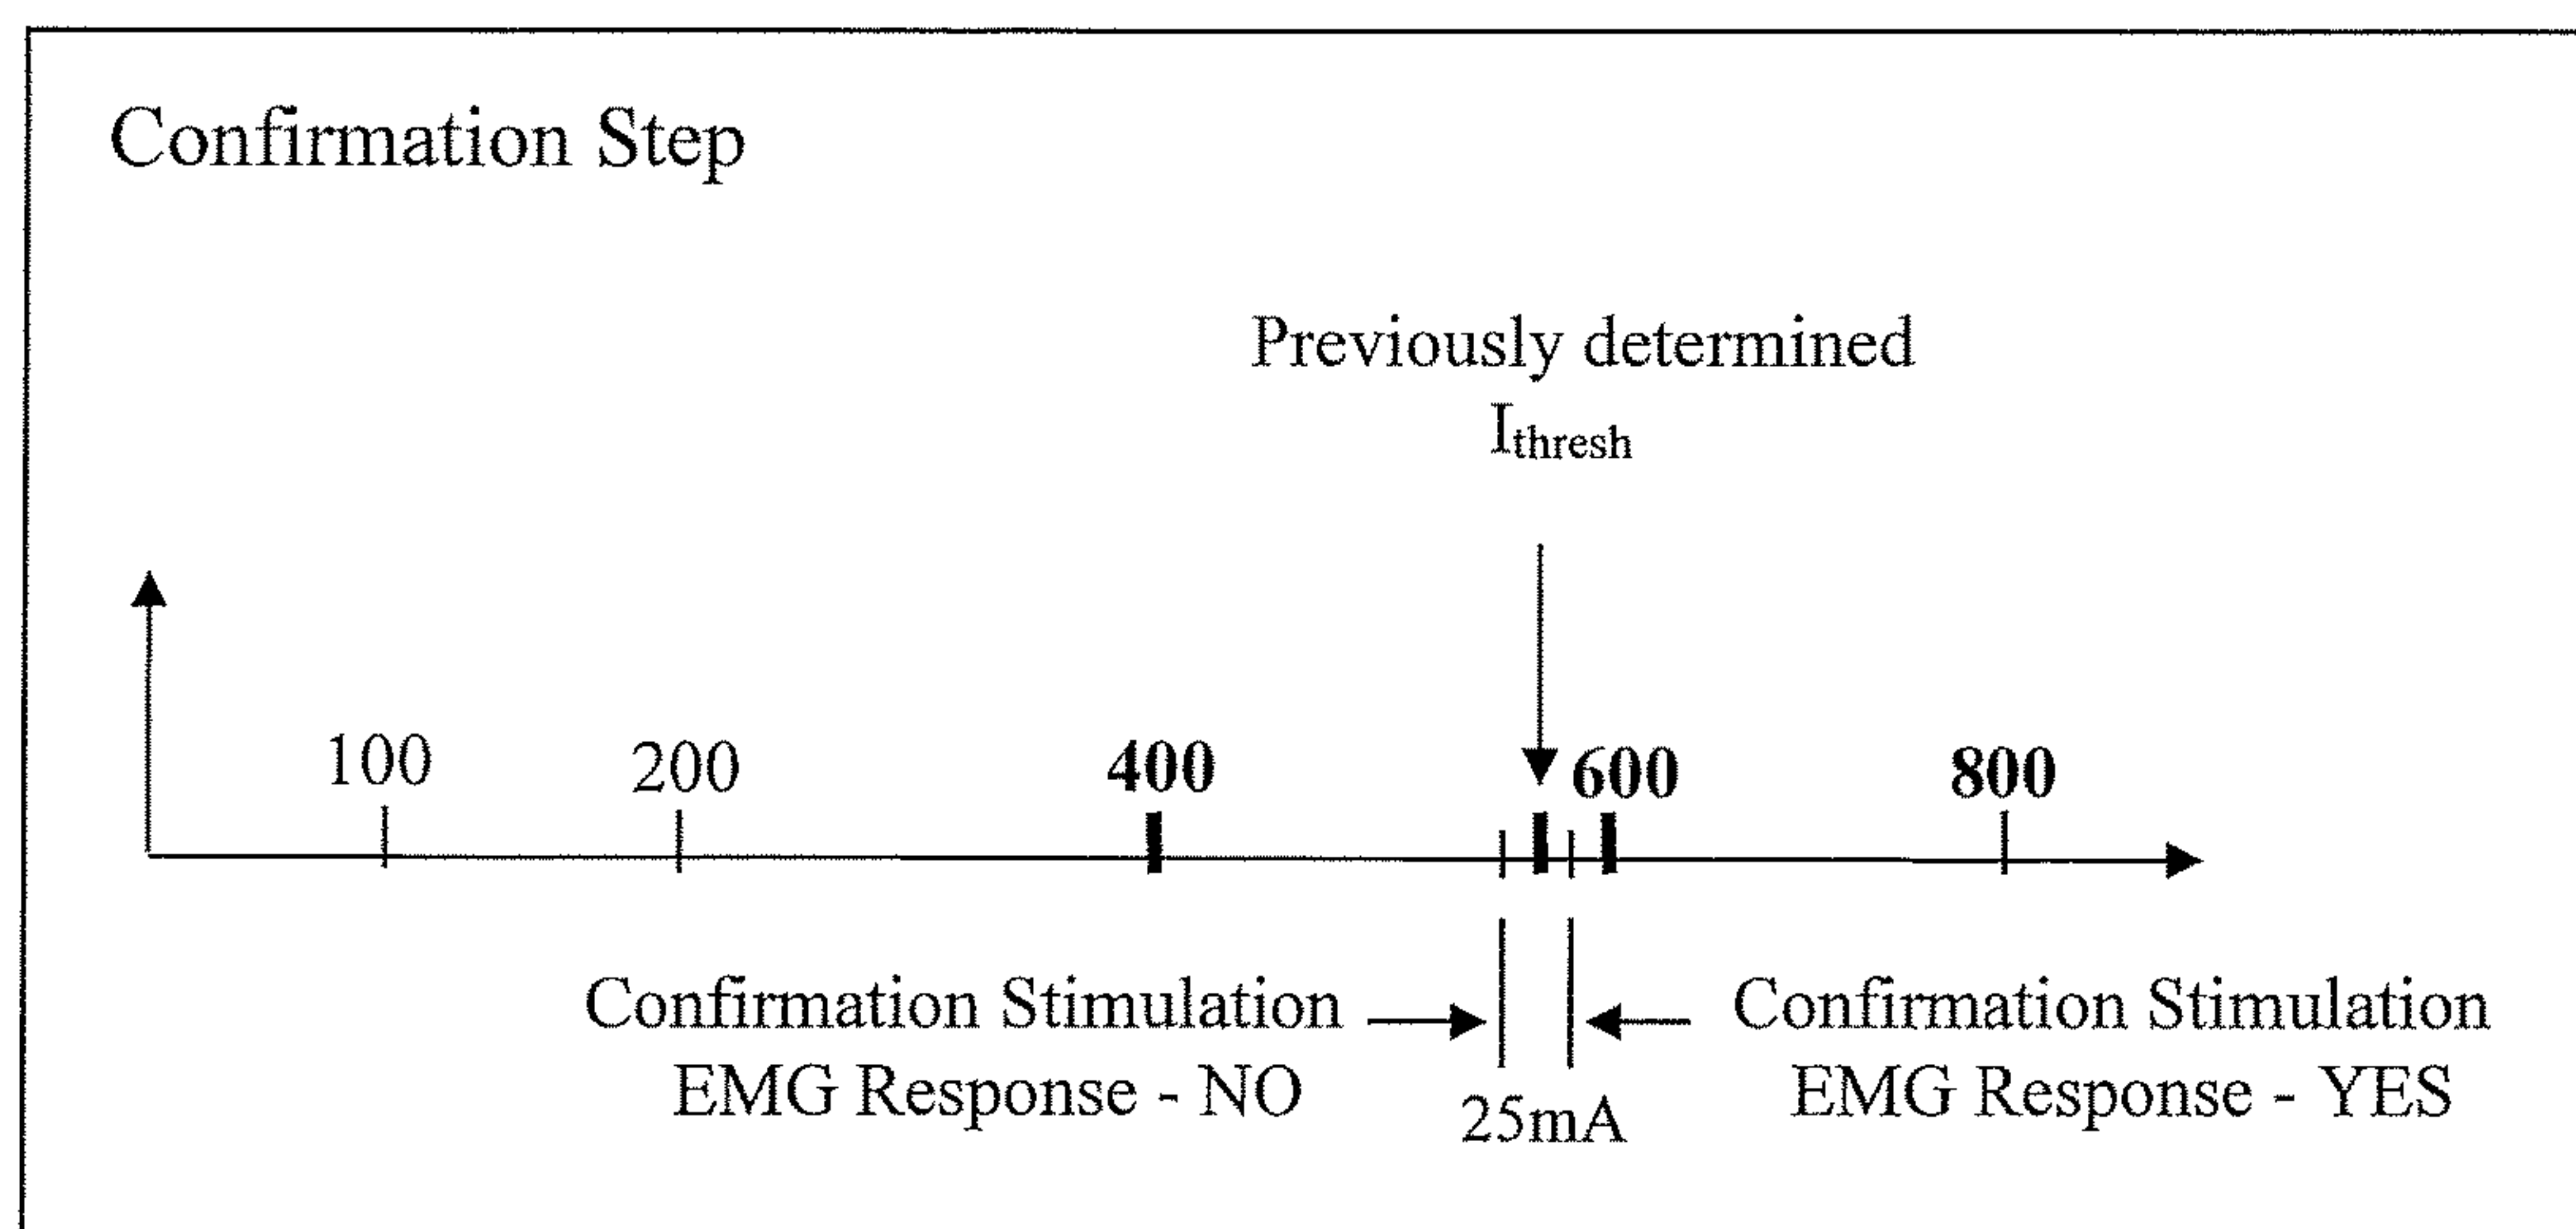 Confirmation Step
Previously determined
Ithresh
100
200
400
600
800
Confirmation Stimulation
EMG Response - NO
25mA
Confirmation Stimulation
EMG Response - YES